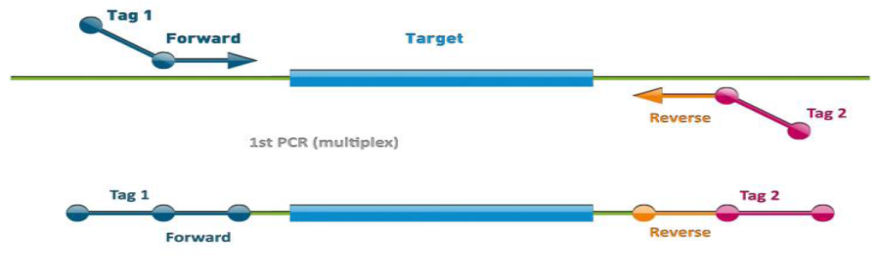 Tag 1
Forward
Target
Reverse
Tag 2
1st PCR (multiplex)
Tag 1
Forward
Tag 2
Reverse